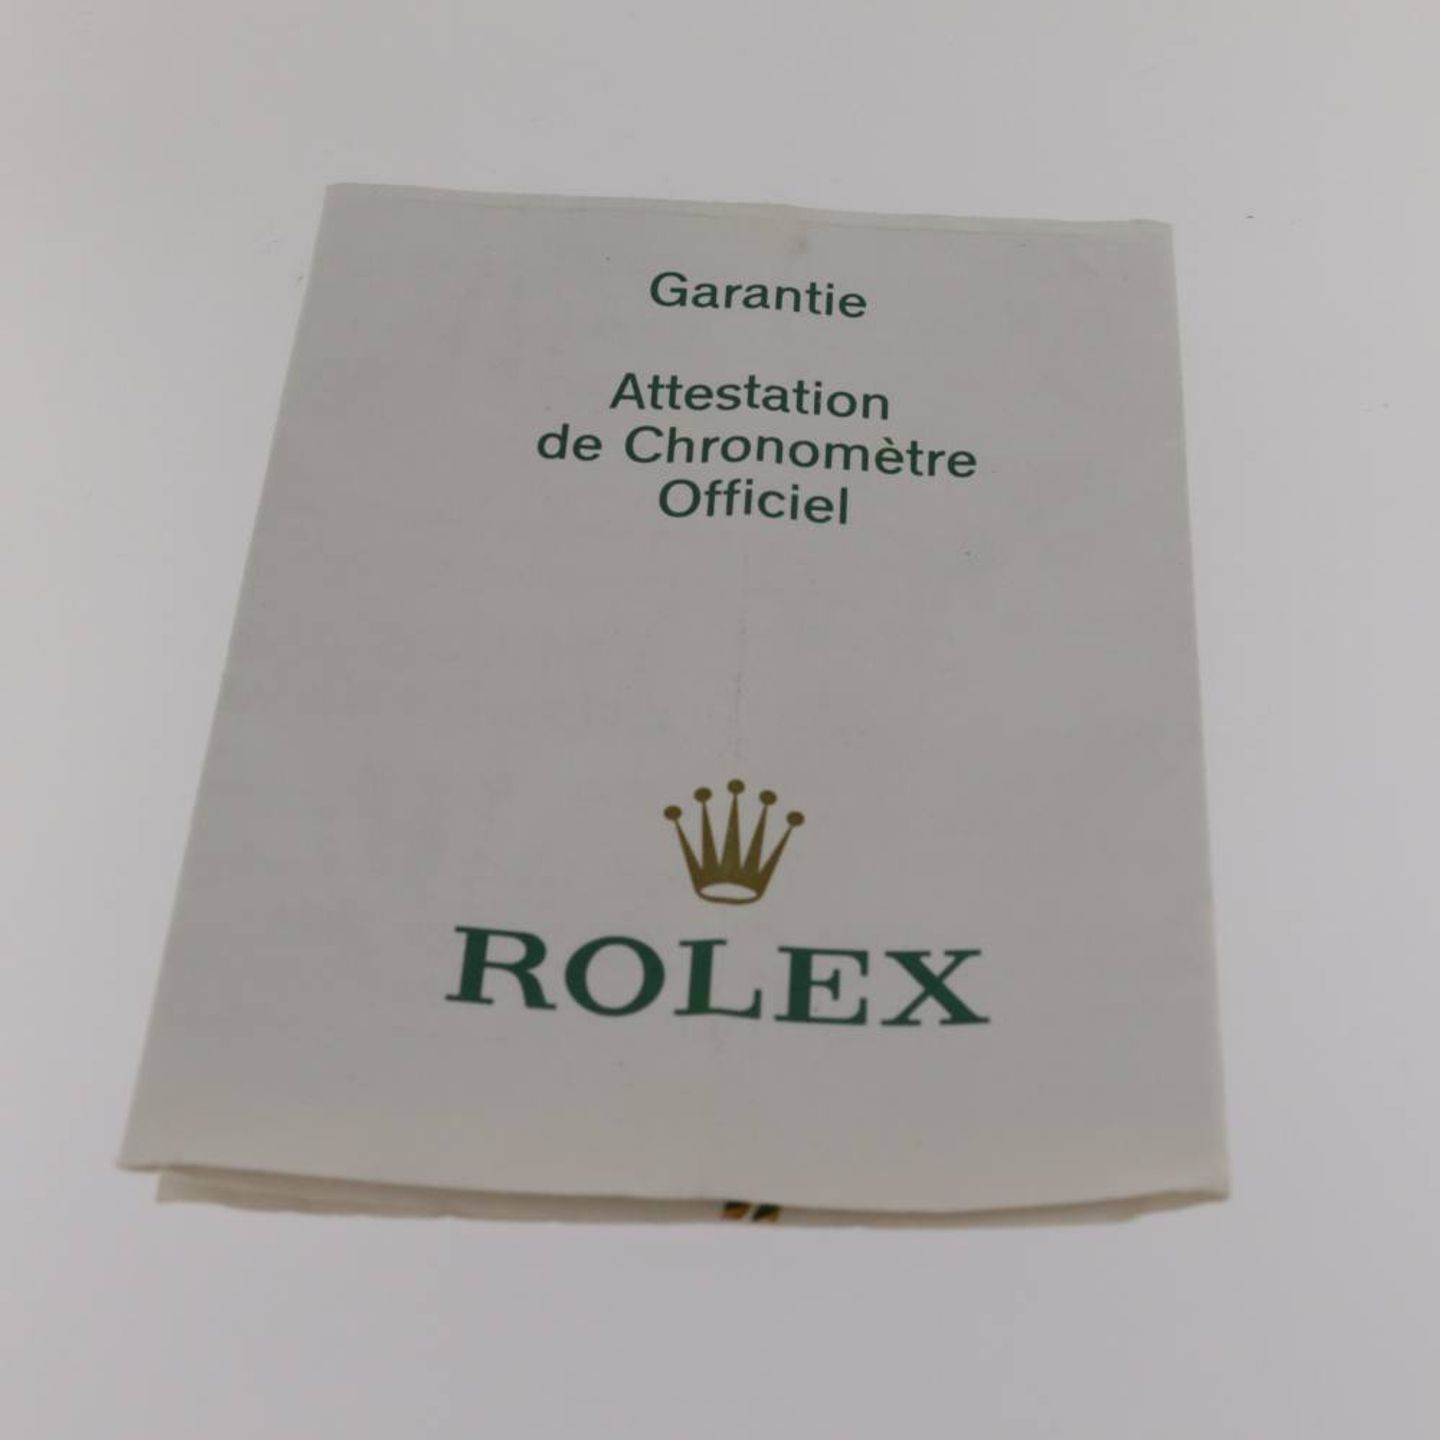 Garantie
Attestation
de Chronomètre
Officiel
ROLEX